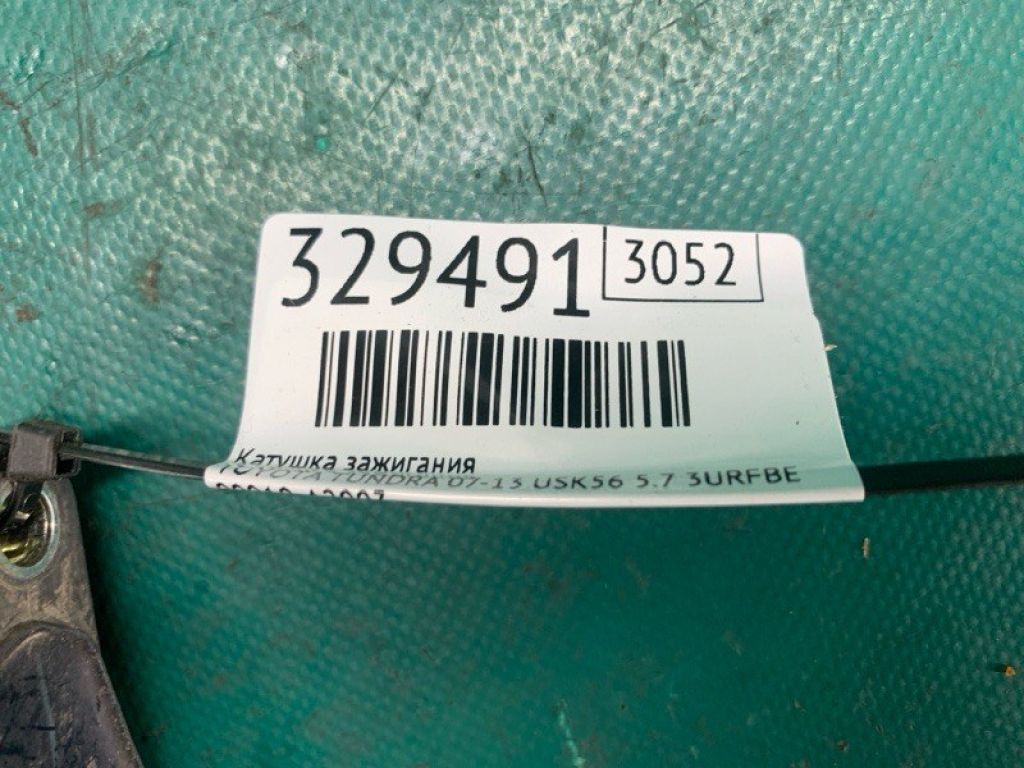 329491 3052
Катушка зажигания
TOYOTA TUNDRA 07-13 USK56 5.7 3URFBE